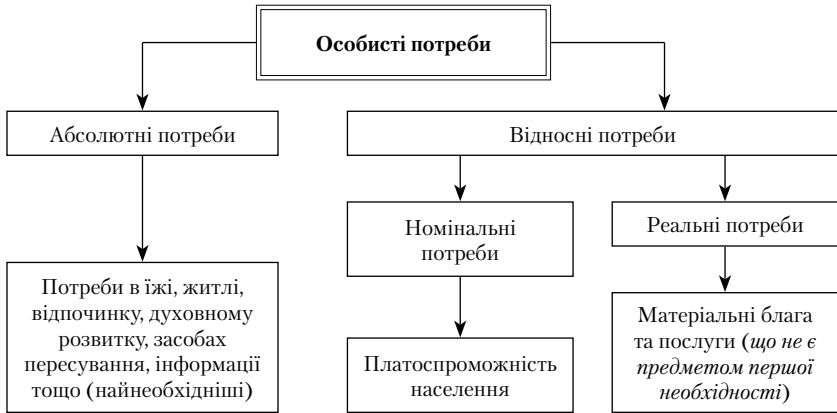 Особисті потреби
Абсолютні потреби
Відносні потреби
Номінальні
потреби
Реальні потреби
Потреби в їжі, житлі,
відпочинку, духовному
розвитку, засобах
пересування, інформації
тощо (найнеобхідніші)
Платоспроможність
населення
Матеріальні блага
та послуги (що не є
предметом першої
необхідності)